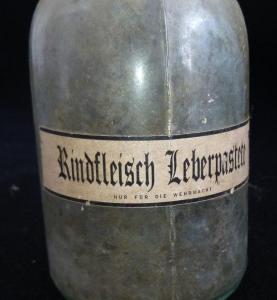 Rindfleisch Leberpastete
NUR FÜR DIE WEHRMACHT